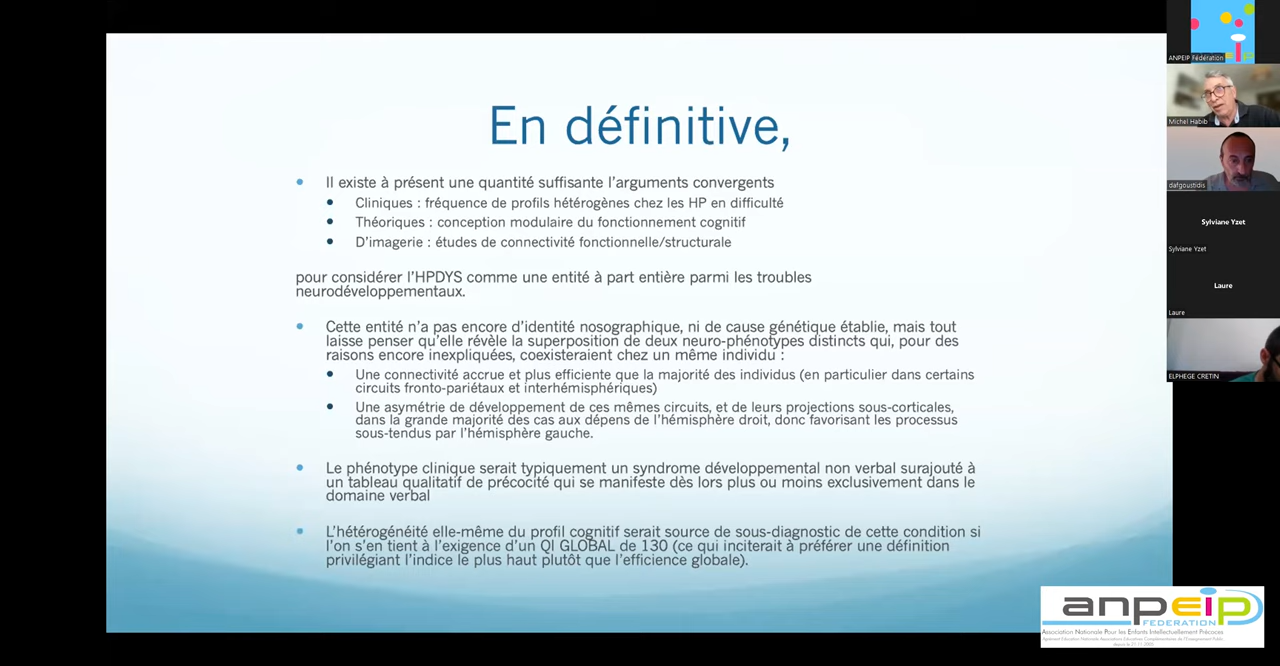 En définitive,
Il existe à présent une quantité suffisante l'arguments convergents
Cliniques : fréquence de profils hétérogènes chez les HP en difficulté
Théoriques : conception modulaire du fonctionnement cognitif
D'imagerie : études de connectivité fonctionnelle/structurale
pour considérer l'HPDYS comme une entité à part entière parmi les troubles
neurodéveloppementaux.
Cette entité n'a pas encore d'identité nosographique, ni de cause génétique établie, mais tout
laisse penser qu'elle révèle la superposition de deux neuro-phénotypes distincts qui, pour des
raisons encore inexpliquées, coexisteraient chez un même individu :
Une connectivité accrue et plus efficiente que la majorité des individus (en particulier dans certains
circuits fronto-pariétaux et interhémisphériques)
Une asymétrie de développement de ces mêmes circuits, et de leurs projections sous-corticales,
dans la grande majorité des cas aux dépens de l'hémisphère droit, donc favorisant les processus
sous-tendus par l'hémisphère gauche.
Le phénotype clinique serait typiquement un syndrome développemental non verbal surajouté à
un tableau qualitatif de précocité qui se manifeste dès lors plus ou moins exclusivement dans le
domaine verbal
L'hétérogénéité elle-même du profil cognitif serait source de sous-diagnostic de cette condition si
l'on s'en tient à l'exigence d'un QI GLOBAL de 130 (ce qui inciterait à préférer une définition
privilégiant l'indice le plus haut plutôt que l'efficience globale).
ANPEIP Fédération
Michel Habib
dafgoustidis
Sylviane Yzet
Sylviane Yzet
Laure
Laure
ELPHEGE CRETIN
anpeip
FEDERATION
Association Nationale Pour les Enfants Intellectuellement Précoces